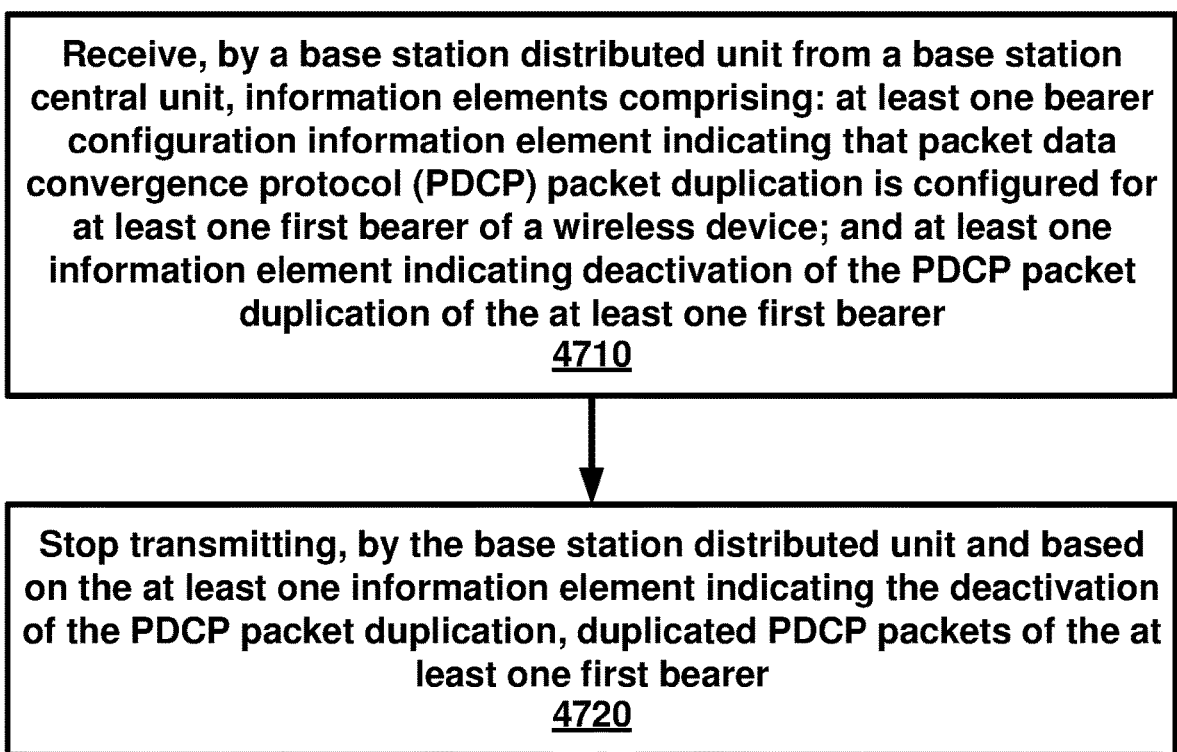 Receive, by a base station distributed unit from a base station
central unit, information elements comprising: at least one bearer
configuration information element indicating that packet data
convergence protocol (PDCP) packet duplication is configured for
at least one first bearer of a wireless device; and at least one
information element indicating deactivation of the PDCP packet
duplication of the at least one first bearer
4710
Stop transmitting, by the base station distributed unit and based
on the at least one information element indicating the deactivation
of the PDCP packet duplication, duplicated PDCP packets of the at
least one first bearer
4720